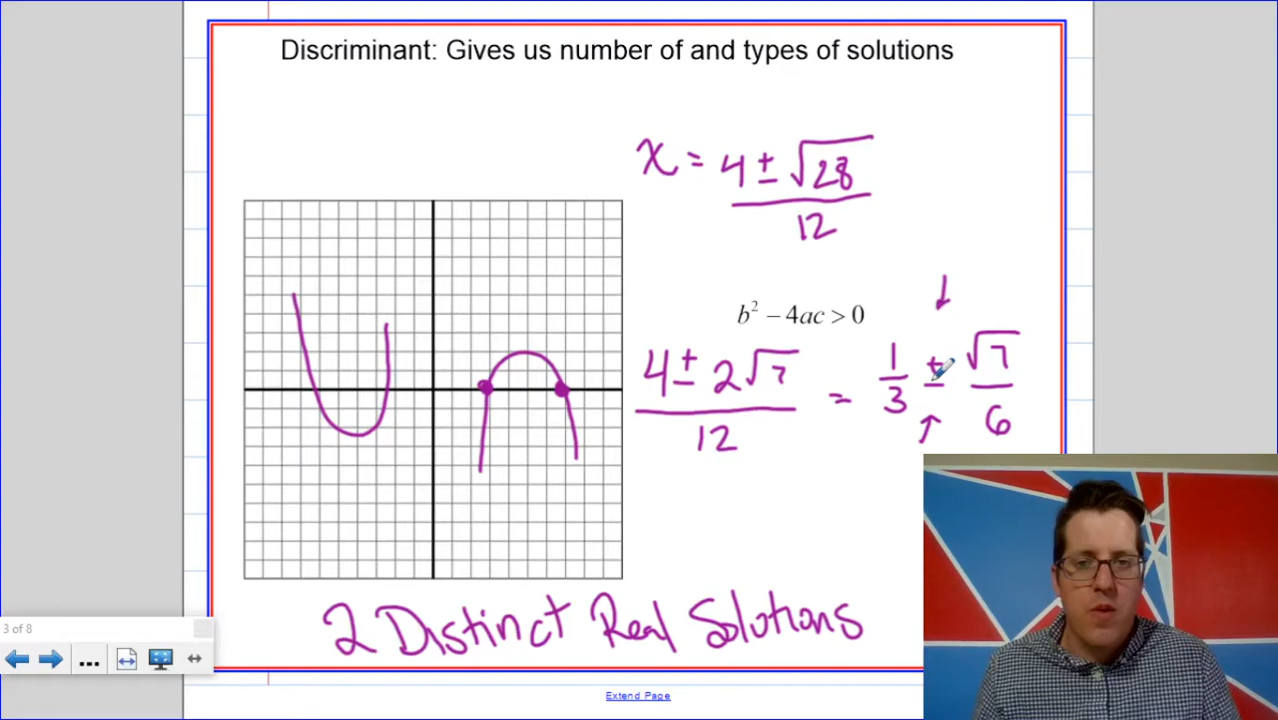 Discriminant: Gives us number of and types of solutions
x = 4 ± √28 / 12
b² − 4ac > 0
4 ± 2√7 / 12 = 1/3 ± √7 / 6
2 Distinct Real Solutions
3 of 8
Extend Page